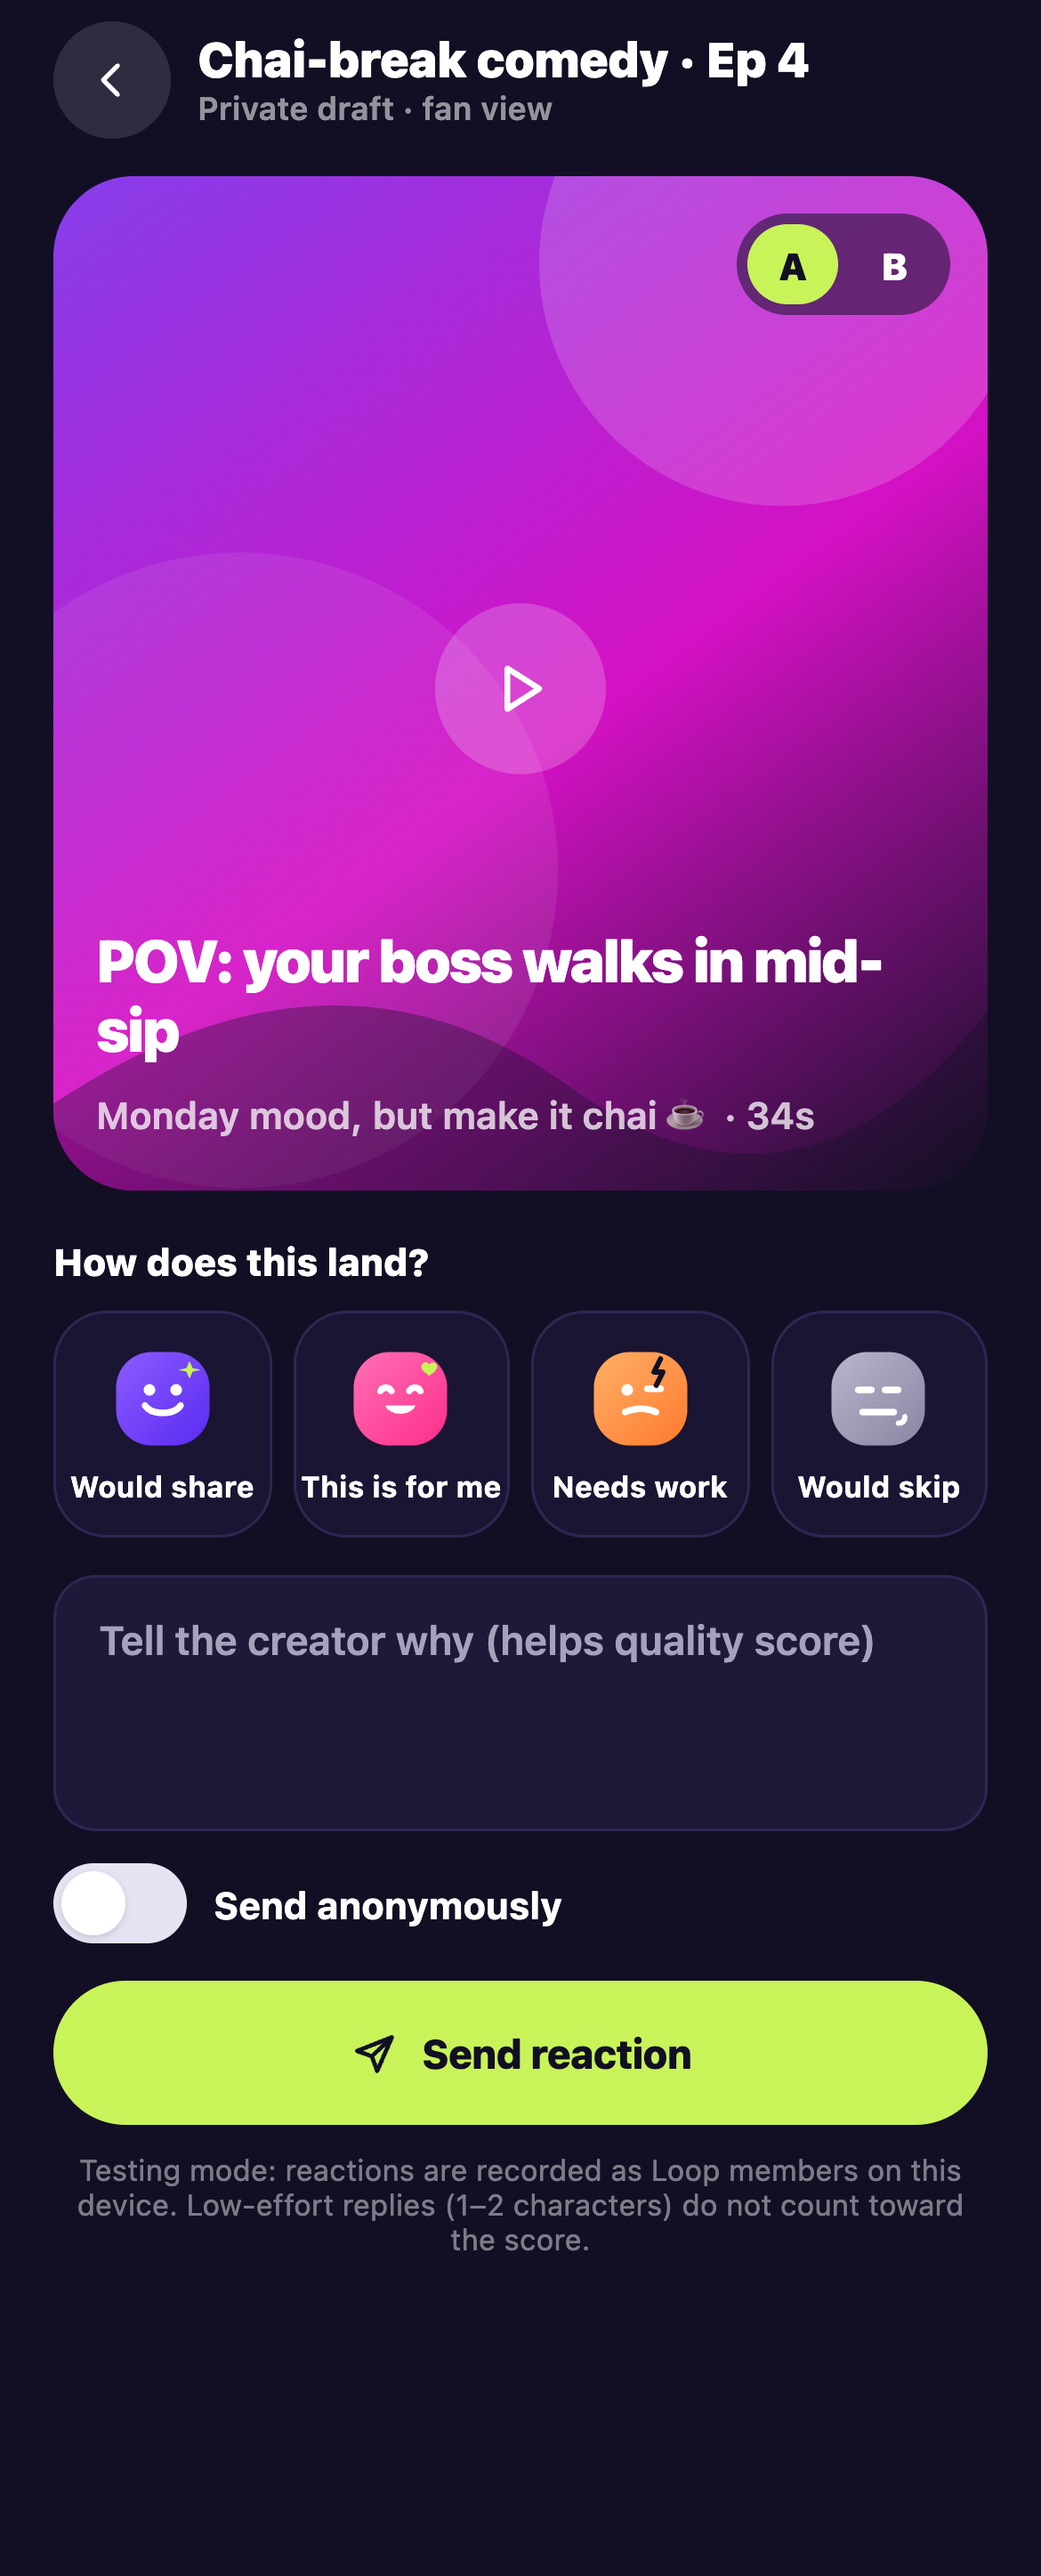 Chai-break comedy · Ep 4
Private draft · fan view
A B
POV: your boss walks in mid-
sip
Monday mood, but make it chai ☕ · 34s
How does this land?
Would share This is for me Needs work Would skip
Tell the creator why (helps quality score)
Send anonymously
Send reaction
Testing mode: reactions are recorded as Loop members on this
device. Low-effort replies (1–2 characters) do not count toward
the score.